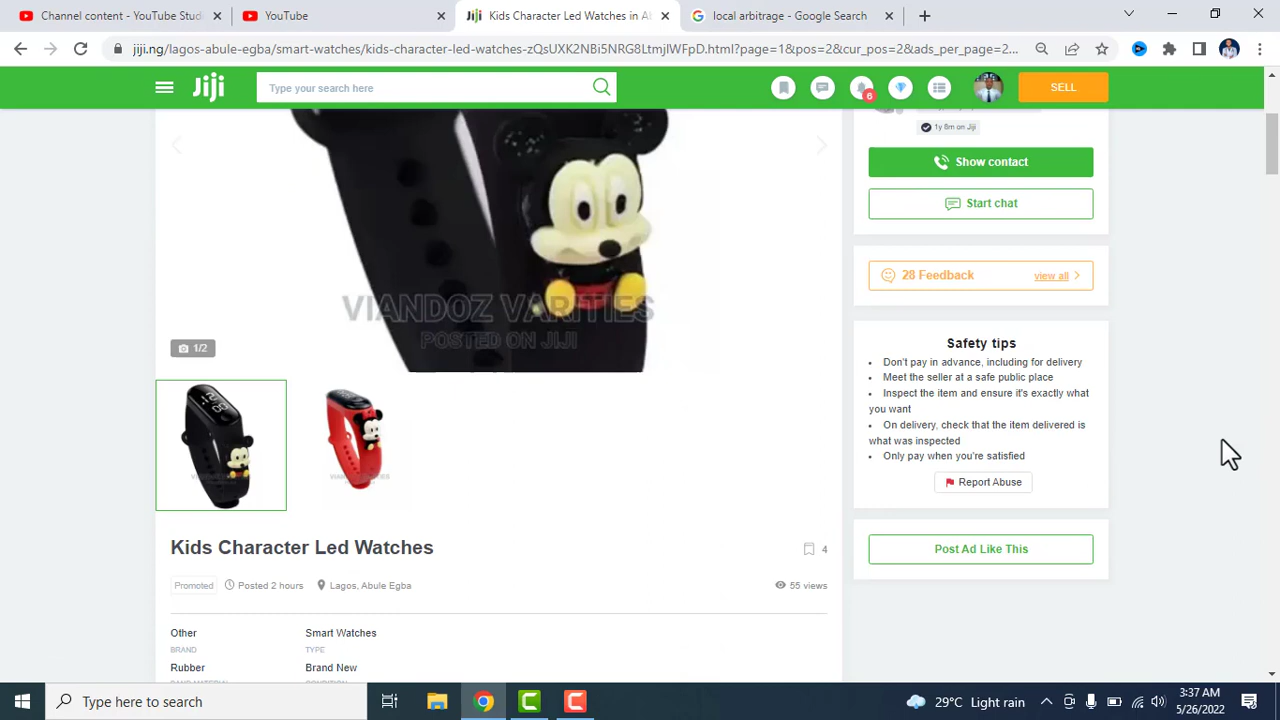 Channel content - YouTube Stud
YouTube
Kids Character Led Watches in Ab
local arbitrage - Google Search
jiji.ng/lagos-abule-egba/smart-watches/kids-character-led-watches-zQsUXK2NBi5NRG8LtmjlWFpD.html?page=1&pos=2&cur_pos=2&ads_per_page=2...
Jiji
Type your search here
6
SELL
1y 6m on Jiji
Show contact
Start chat
VIANDOZ VARITIES
POSTED ON JIJI
1/2
28 Feedback
view all
Safety tips
• Don't pay in advance, including for delivery
• Meet the seller at a safe public place
• Inspect the item and ensure it's exactly what
you want
• On delivery, check that the item delivered is
what was inspected
• Only pay when you're satisfied
Report Abuse
Post Ad Like This
Kids Character Led Watches
4
Promoted
Posted 2 hours
Lagos, Abule Egba
55 views
Other
Smart Watches
BRAND
TYPE
Rubber
Brand New
Type here to search
29°C Light rain
3:37 AM
5/26/2022